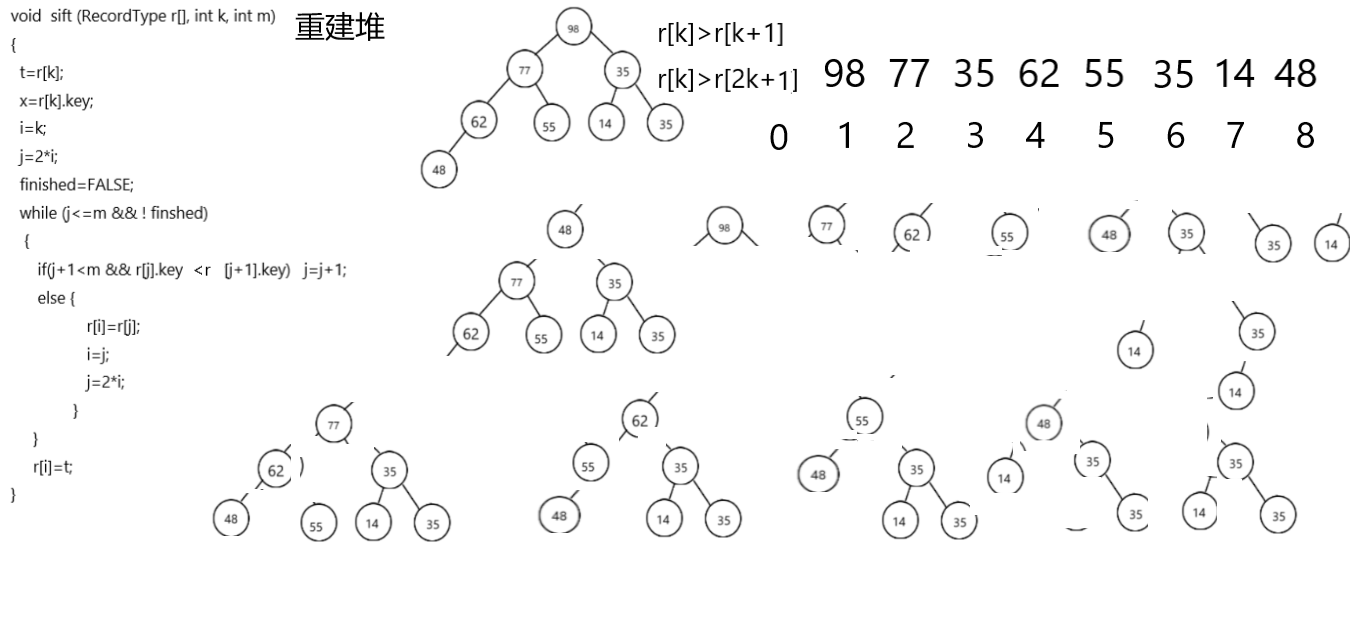 void sift (RecordType r[], int k, int m)
{
t=r[k];
x=r[k].key;
i=k;
j=2*i;
finished=FALSE;
while (j<=m && ! finshed)
{
if(j+1<m && r[j].key <r [j+1].key) j=j+1;
else {
r[i]=r[j];
i=j;
j=2*i;
}
}
r[i]=t;
}
重建堆
98
77 35
62 55 14 35
48
r[k]>r[k+1]
r[k]>r[2k+1]
98 77 35 62 55 35 14 48
0 1 2 3 4 5 6 7 8
48
77 35
62 55 14 35
98 77 62 55 48 35 35 14
14 35
14
77
62 35
48 55 14 35
62
55 35
48 14 35
55
48 35
14 35
48
14 35
35
35
14 35